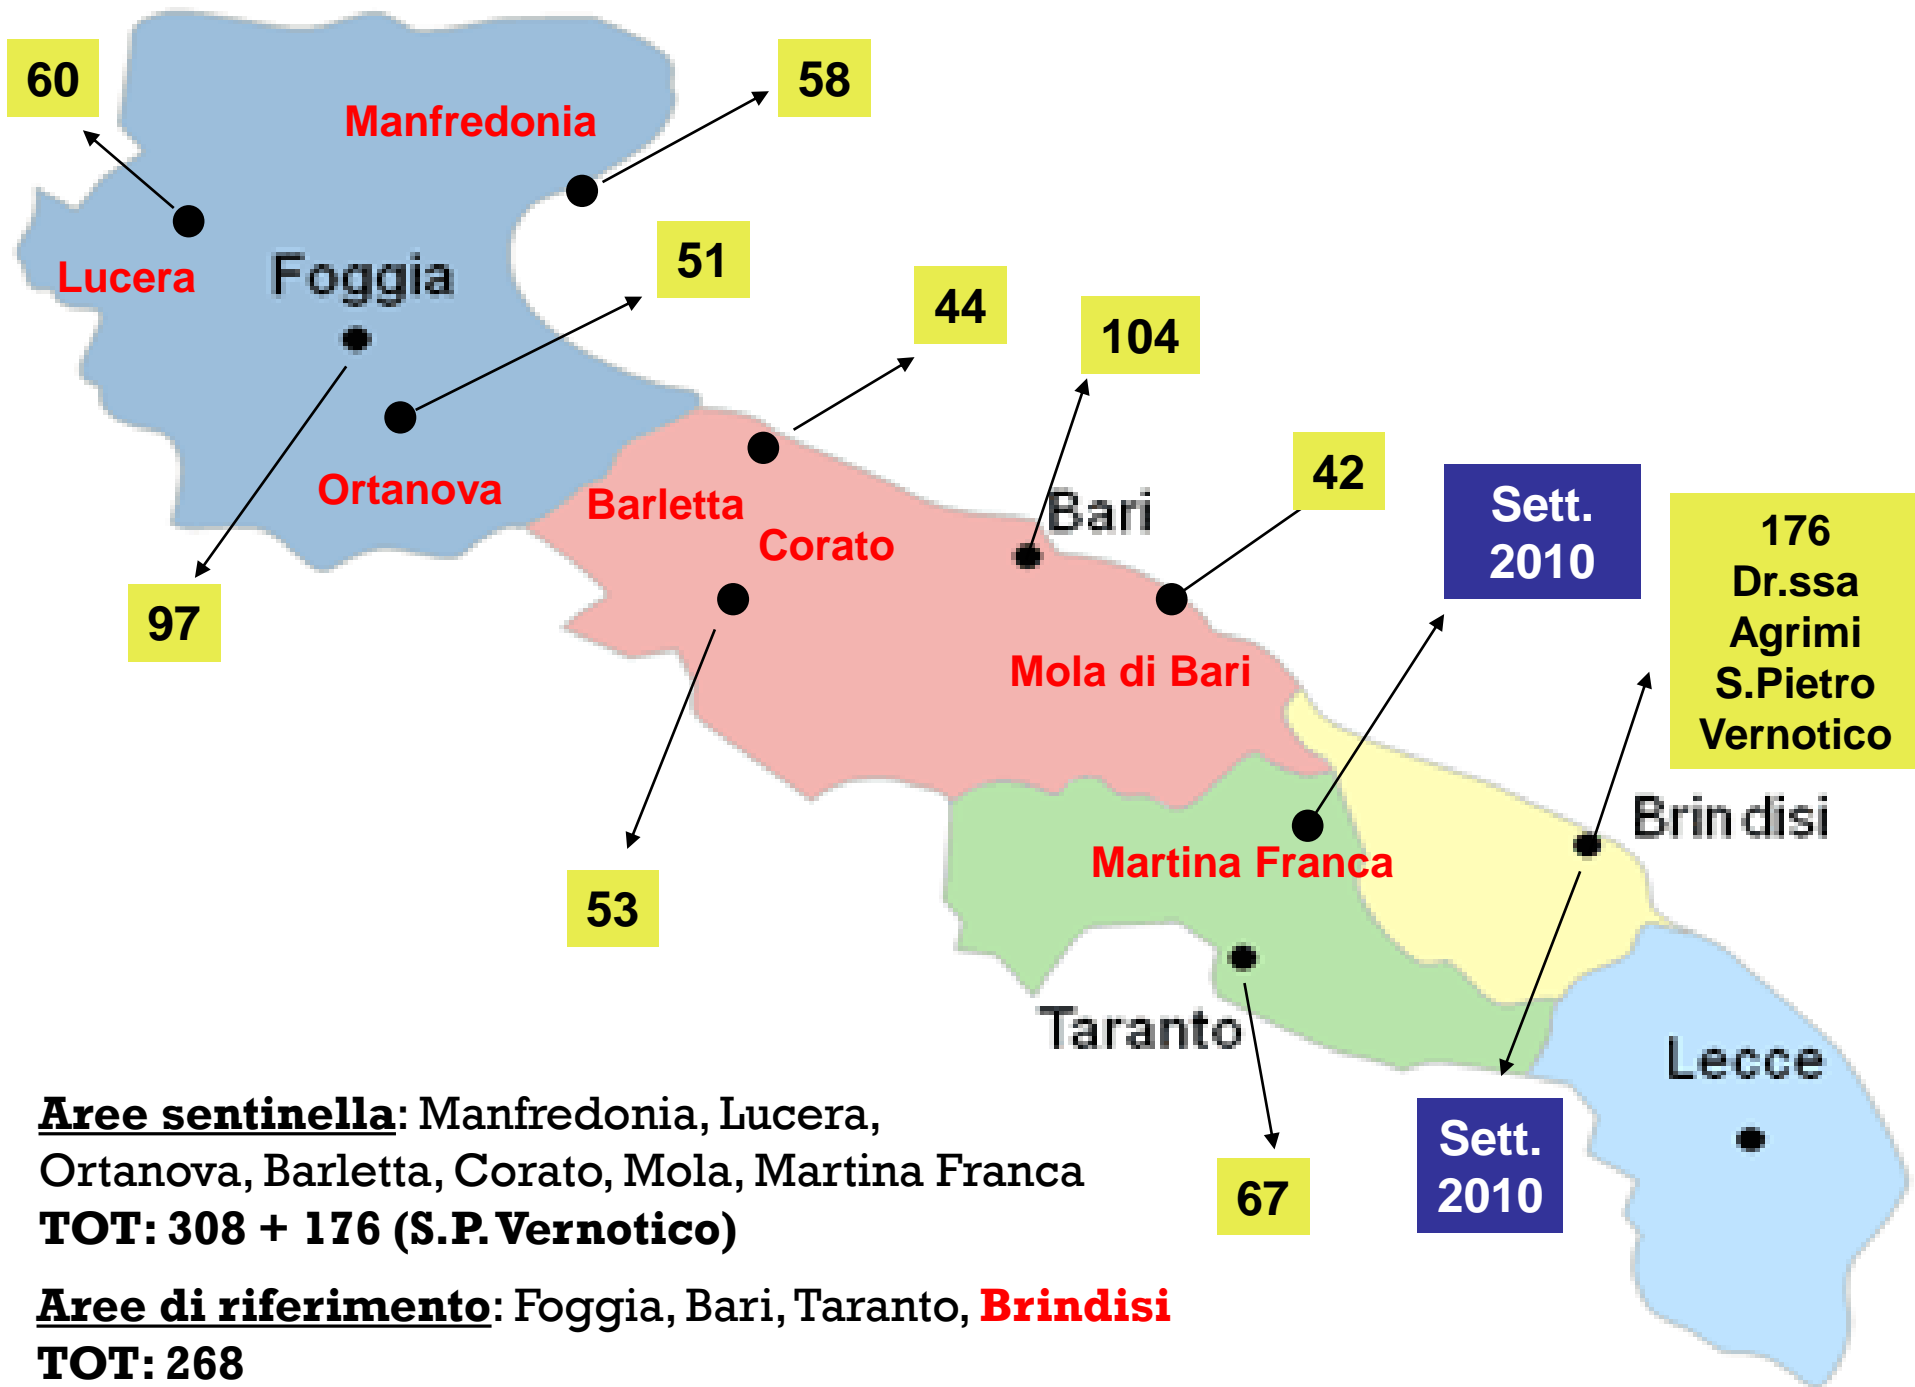 60
58
Manfredonia
51
Lucera
Foggia
44
104
42
Ortanova
Barletta
Corato
Bari
Sett.
2010
176
Dr.ssa
Agrimi
S.Pietro
Vernotico
97
Mola di Bari
Brindisi
Martina Franca
53
Taranto
Lecce
67
Sett.
2010
Aree sentinella: Manfredonia, Lucera,
Ortanova, Barletta, Corato, Mola, Martina Franca
TOT: 308 + 176 (S.P. Vernotico)
Aree di riferimento: Foggia, Bari, Taranto, Brindisi
TOT: 268